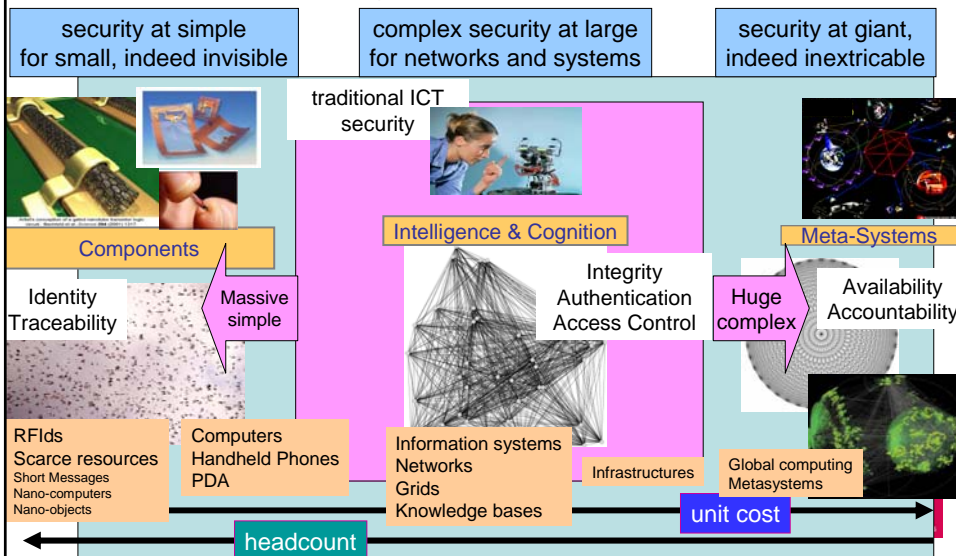 security at simple
for small, indeed invisible
complex security at large
for networks and systems
security at giant,
indeed inextricable
traditional ICT
security
Components
Intelligence & Cognition
Meta-Systems
Identity
Traceability
Massive
simple
Integrity
Authentication
Access Control
Huge
complex
Availability
Accountability
RFIds
Scarce resources
Short Messages
Nano-computers
Nano-objects
Computers
Handheld Phones
PDA
Information systems
Networks
Grids
Knowledge bases
Infrastructures
Global computing
Metasystems
unit cost
headcount